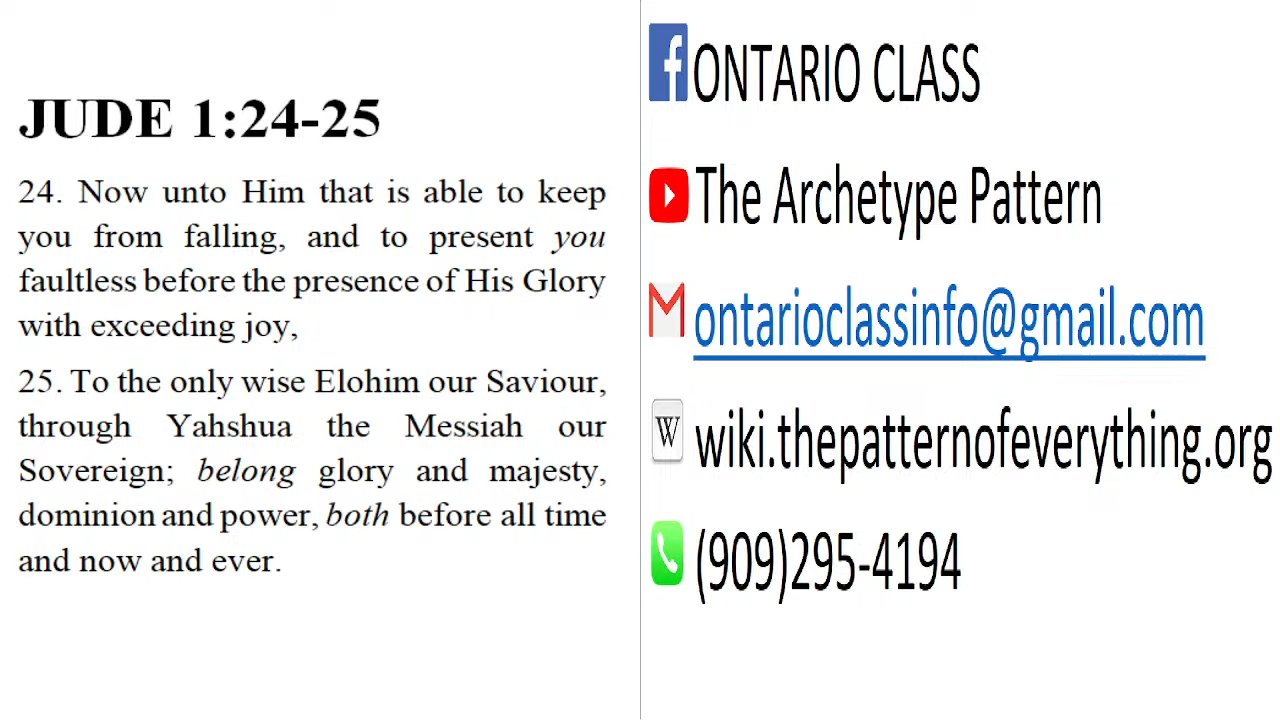 JUDE 1:24-25
24. Now unto Him that is able to keep
you from falling, and to present you
faultless before the presence of His Glory
with exceeding joy,
25. To the only wise Elohim our Saviour,
through Yahshua the Messiah our
Sovereign; belong glory and majesty,
dominion and power, both before all time
and now and ever.
f ONTARIO CLASS
The Archetype Pattern
M ontarioclassinfo@gmail.com
W wiki.thepatternofeverything.org
(909)295-4194